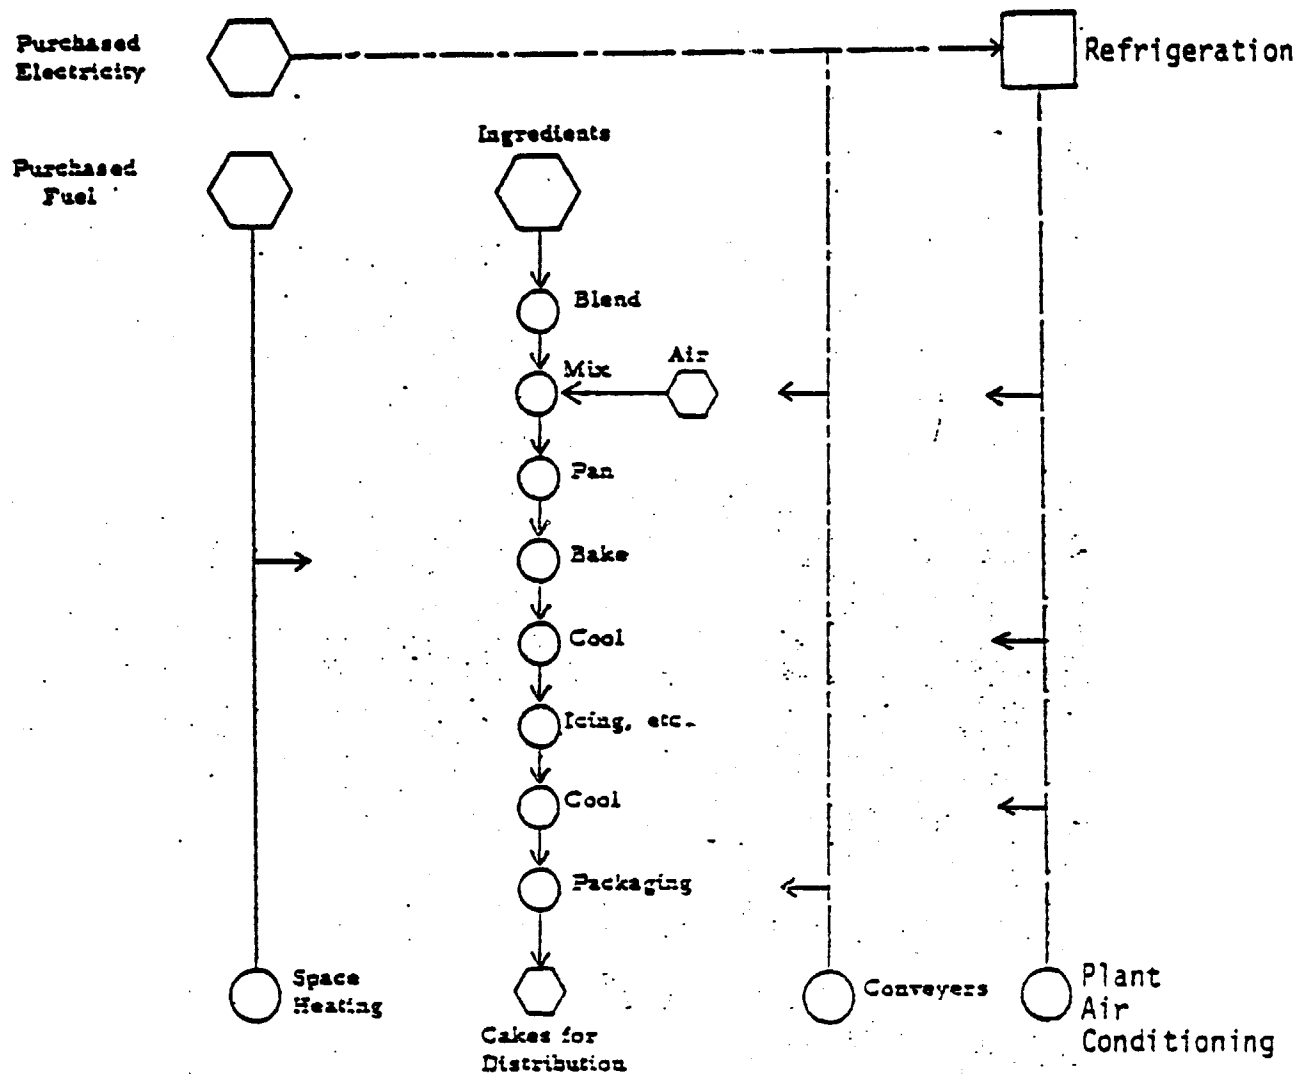 Purchased
Electricity
Refrigeration
Purchased
Fuel
Ingredients
Blend
Air
Mix
Pan
Bake
Cool
Icing, etc.
Cool
Packaging
Space
Heating
Conveyers
Plant
Air
Conditioning
Cakes for
Distribution